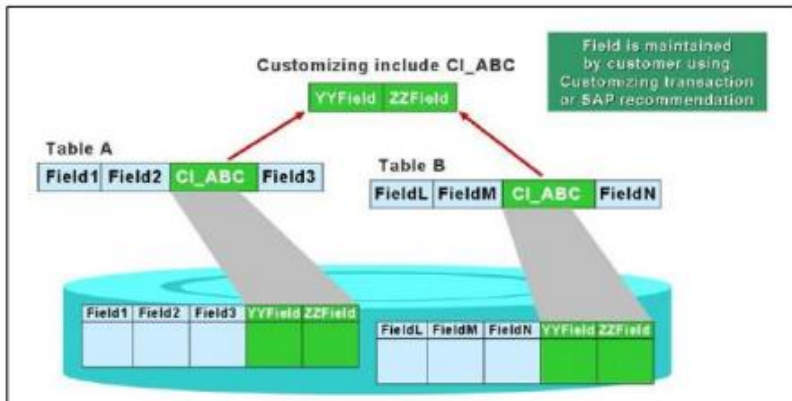 Field is maintained
by customer using
Customizing transaction
or SAP recommendation
Customizing include CI_ABC
YYField ZZField
Table A
Field1 Field2 CI_ABC Field3
Table B
FieldL FieldM CI_ABC FieldN
Field1 Field2 Field3 YYField ZZField
FieldL FieldM FieldN YYField ZZField